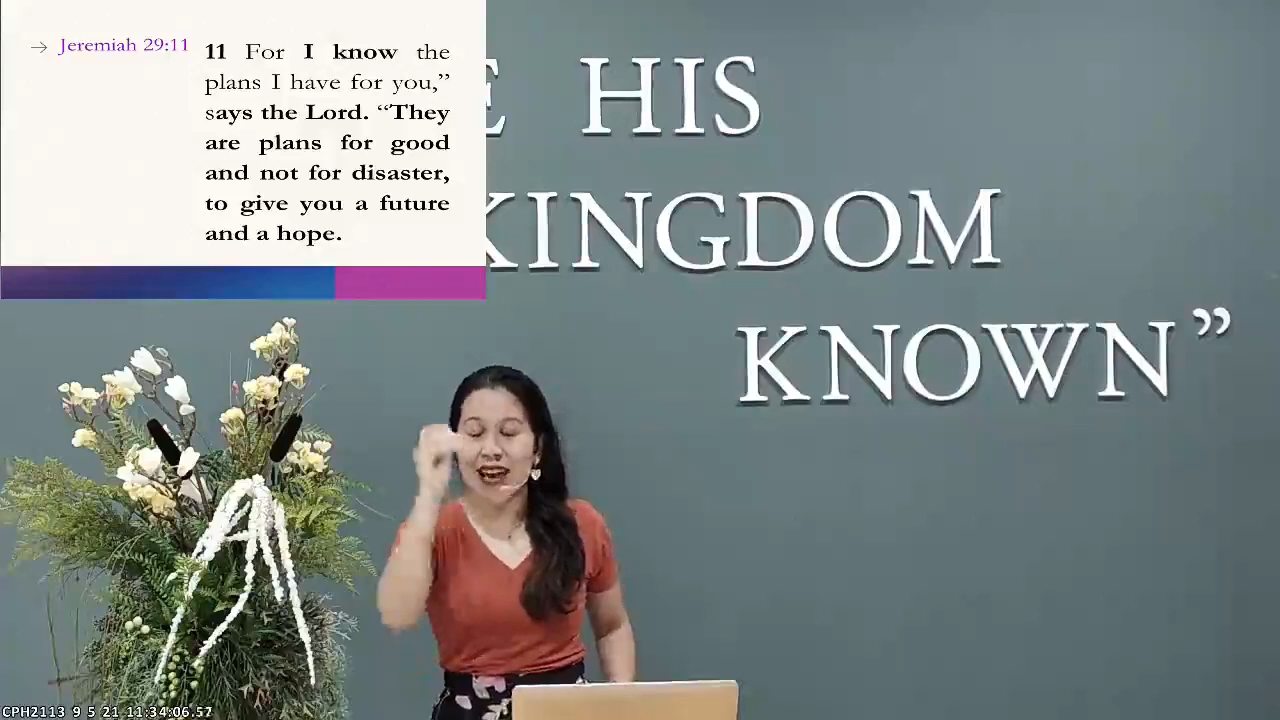 → Jeremiah 29:11
11 For I know the
plans I have for you,”
says the Lord. “They
are plans for good
and not for disaster,
to give you a future
and a hope.
E HIS
KINGDOM
KNOWN”
CPH2113 9 5 21 11:34:06.57